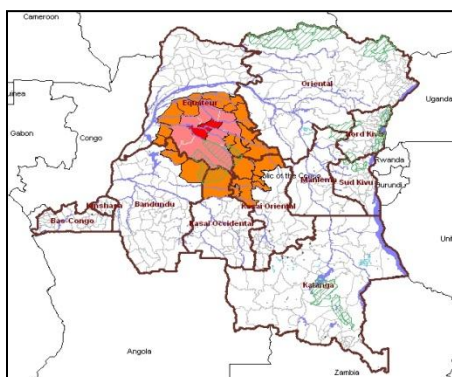 Cameroon
Oriental
Equateur
Uganda
Gabon
Congo
Nord Kivu
Rwanda
Maniema
Sud Kivu
Burundi
Kinshasa
Bandundu
Kasai Oriental
Bas-Congo
Kasai Occidental
Katanga
Angola
Zambia